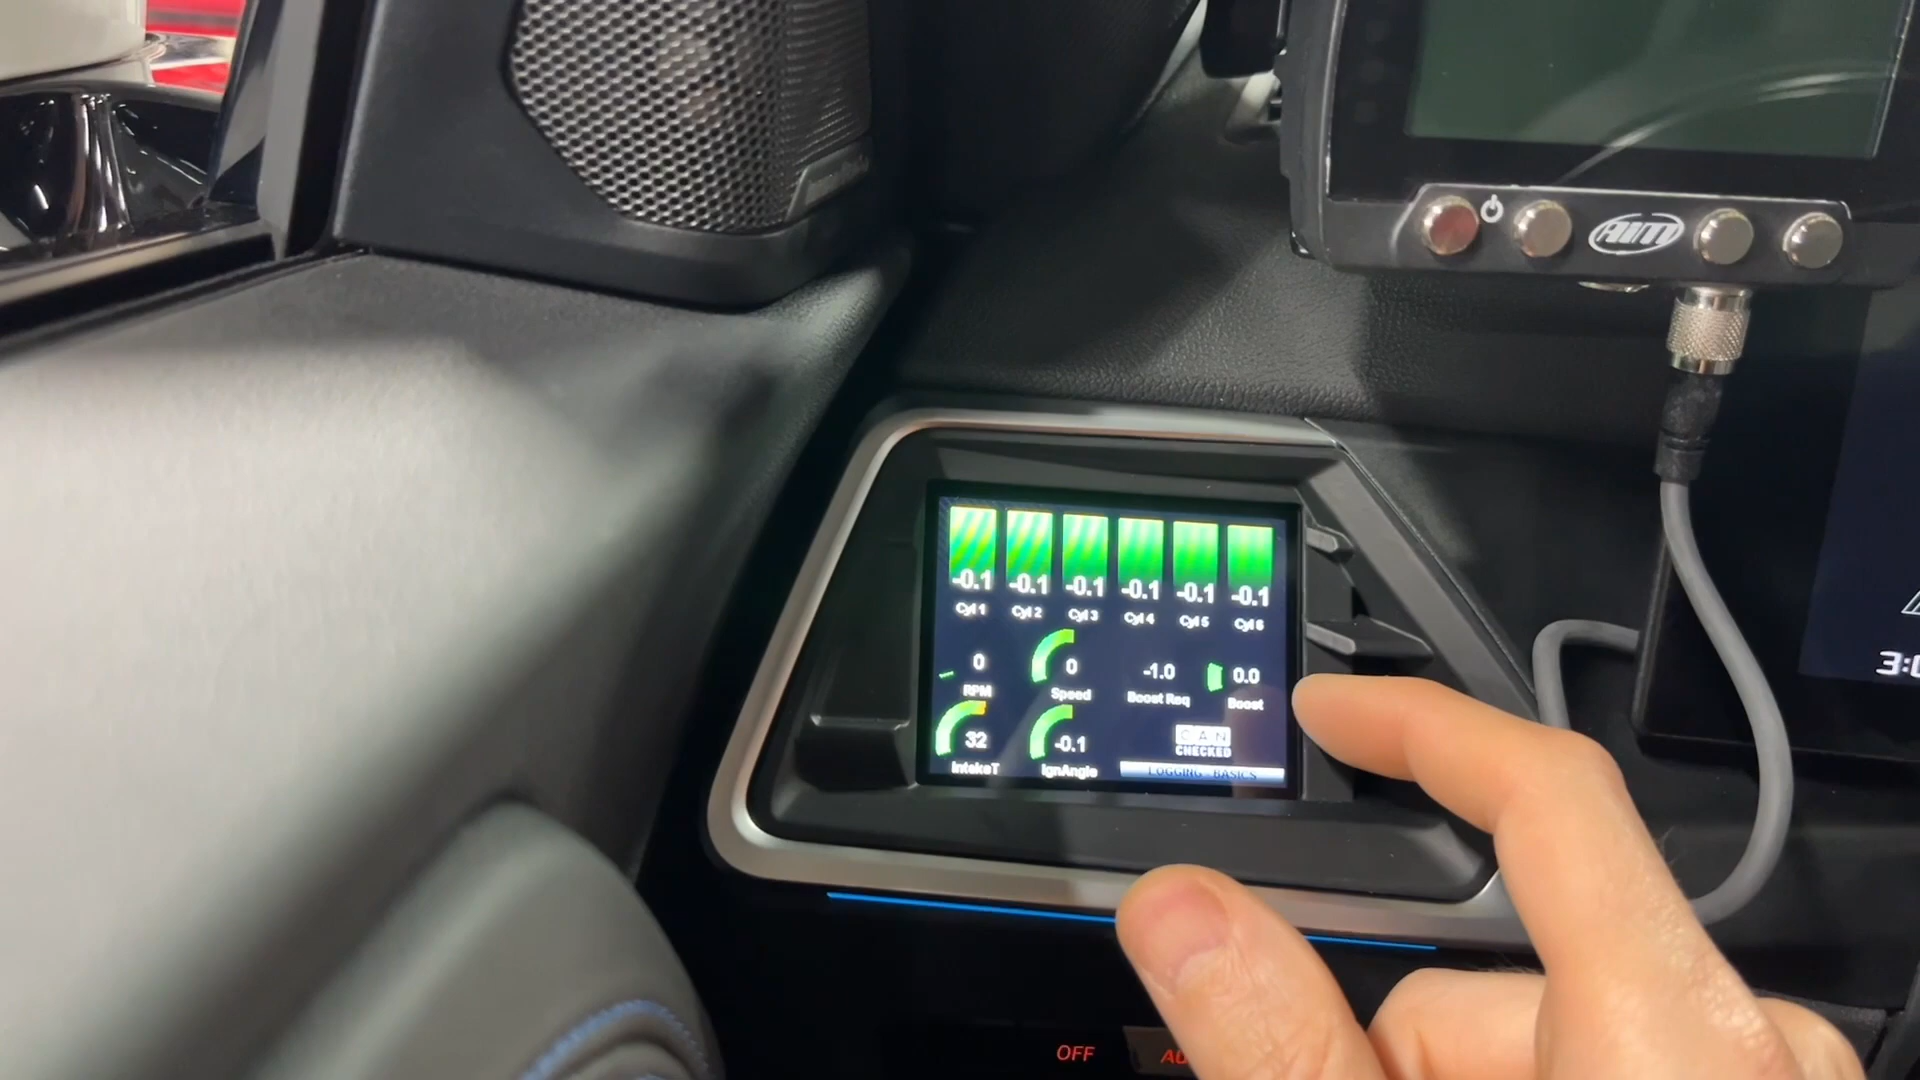 AiM
-0.1 -0.1 -0.1 -0.1 -0.1 -0.1
Cyl 1 Cyl 2 Cyl 3 Cyl 4 Cyl 5 Cyl 6
0 0 -1.0 0.0
RPM Speed Boost Req Boost
32 -0.1 CAN
CHECKED
IntakeT IgnAngle LOGGING - BASICS
OFF